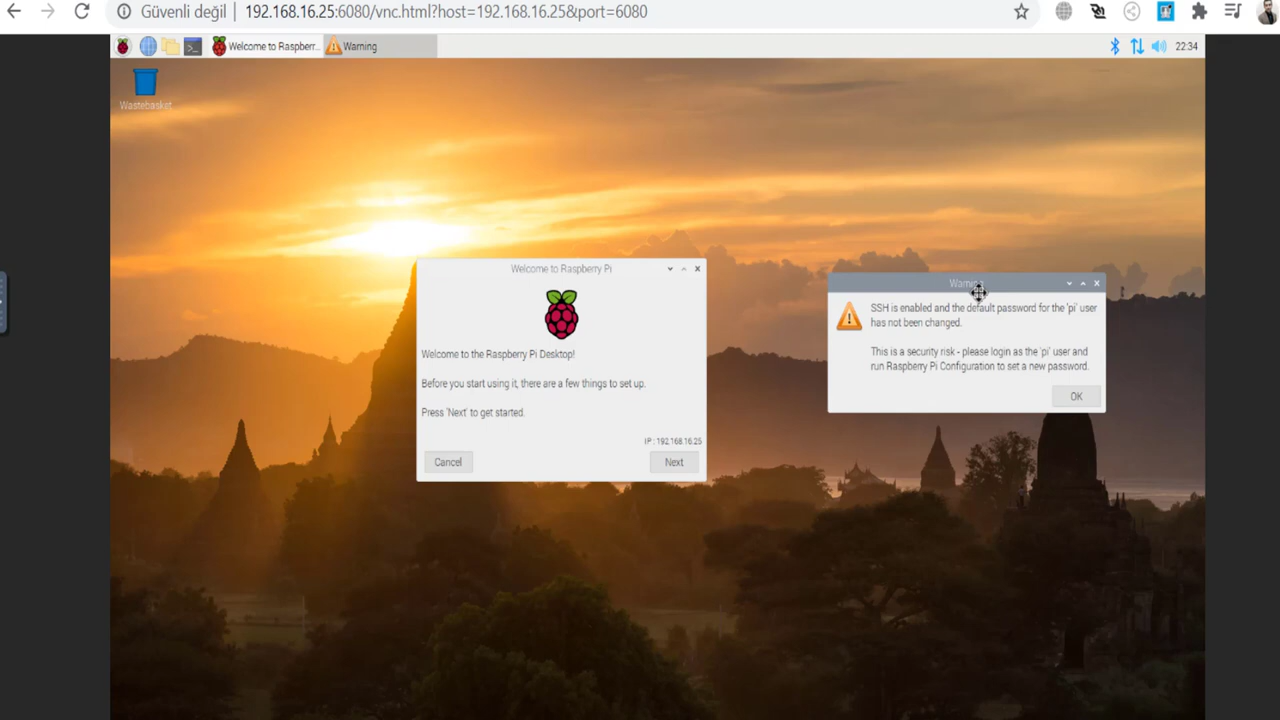 Güvenli değil | 192.168.16.25:6080/vnc.html?host=192.168.16.25&port=6080
Welcome to Raspberr... Warning 22:34
Wastebasket
Welcome to Raspberry Pi
Welcome to the Raspberry Pi Desktop!
Before you start using it, there are a few things to set up.
Press 'Next' to get started.
IP : 192.168.16.25
Cancel Next
Warning
SSH is enabled and the default password for the 'pi' user
has not been changed.
This is a security risk - please login as the 'pi' user and
run Raspberry Pi Configuration to set a new password.
OK